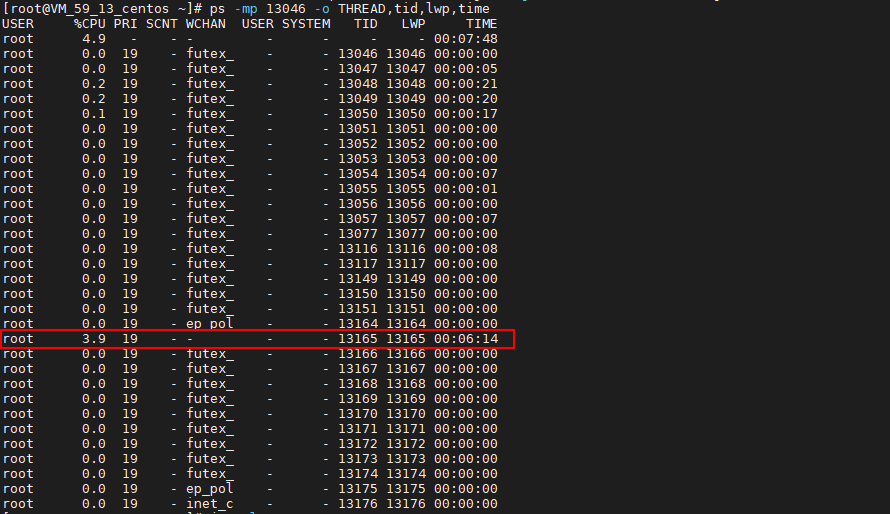 [root@VM_59_13_centos ~]# ps -mp 13046 -o THREAD,tid,lwp,time
USER     %CPU PRI SCNT WCHAN  USER SYSTEM   TID   LWP     TIME
root      4.9   -    - -         -      -     -     - 00:07:48
root      0.0  19    - futex_    -      - 13046 13046 00:00:00
root      0.0  19    - futex_    -      - 13047 13047 00:00:05
root      0.2  19    - futex_    -      - 13048 13048 00:00:21
root      0.2  19    - futex_    -      - 13049 13049 00:00:20
root      0.1  19    - futex_    -      - 13050 13050 00:00:17
root      0.0  19    - futex_    -      - 13051 13051 00:00:00
root      0.0  19    - futex_    -      - 13052 13052 00:00:00
root      0.0  19    - futex_    -      - 13053 13053 00:00:00
root      0.0  19    - futex_    -      - 13054 13054 00:00:07
root      0.0  19    - futex_    -      - 13055 13055 00:00:01
root      0.0  19    - futex_    -      - 13056 13056 00:00:00
root      0.0  19    - futex_    -      - 13057 13057 00:00:07
root      0.0  19    - futex_    -      - 13077 13077 00:00:00
root      0.0  19    - futex_    -      - 13116 13116 00:00:08
root      0.0  19    - futex_    -      - 13117 13117 00:00:00
root      0.0  19    - futex_    -      - 13149 13149 00:00:00
root      0.0  19    - futex_    -      - 13150 13150 00:00:00
root      0.0  19    - futex_    -      - 13151 13151 00:00:00
root      0.0  19    - ep_pol    -      - 13164 13164 00:00:00
root      3.9  19    - -         -      - 13165 13165 00:06:14
root      0.0  19    - futex_    -      - 13166 13166 00:00:00
root      0.0  19    - futex_    -      - 13167 13167 00:00:00
root      0.0  19    - futex_    -      - 13168 13168 00:00:00
root      0.0  19    - futex_    -      - 13169 13169 00:00:00
root      0.0  19    - futex_    -      - 13170 13170 00:00:00
root      0.0  19    - futex_    -      - 13171 13171 00:00:00
root      0.0  19    - futex_    -      - 13172 13172 00:00:00
root      0.0  19    - futex_    -      - 13173 13173 00:00:00
root      0.0  19    - futex_    -      - 13174 13174 00:00:00
root      0.0  19    - ep_pol    -      - 13175 13175 00:00:00
root      0.0  19    - inet_c    -      - 13176 13176 00:00:00